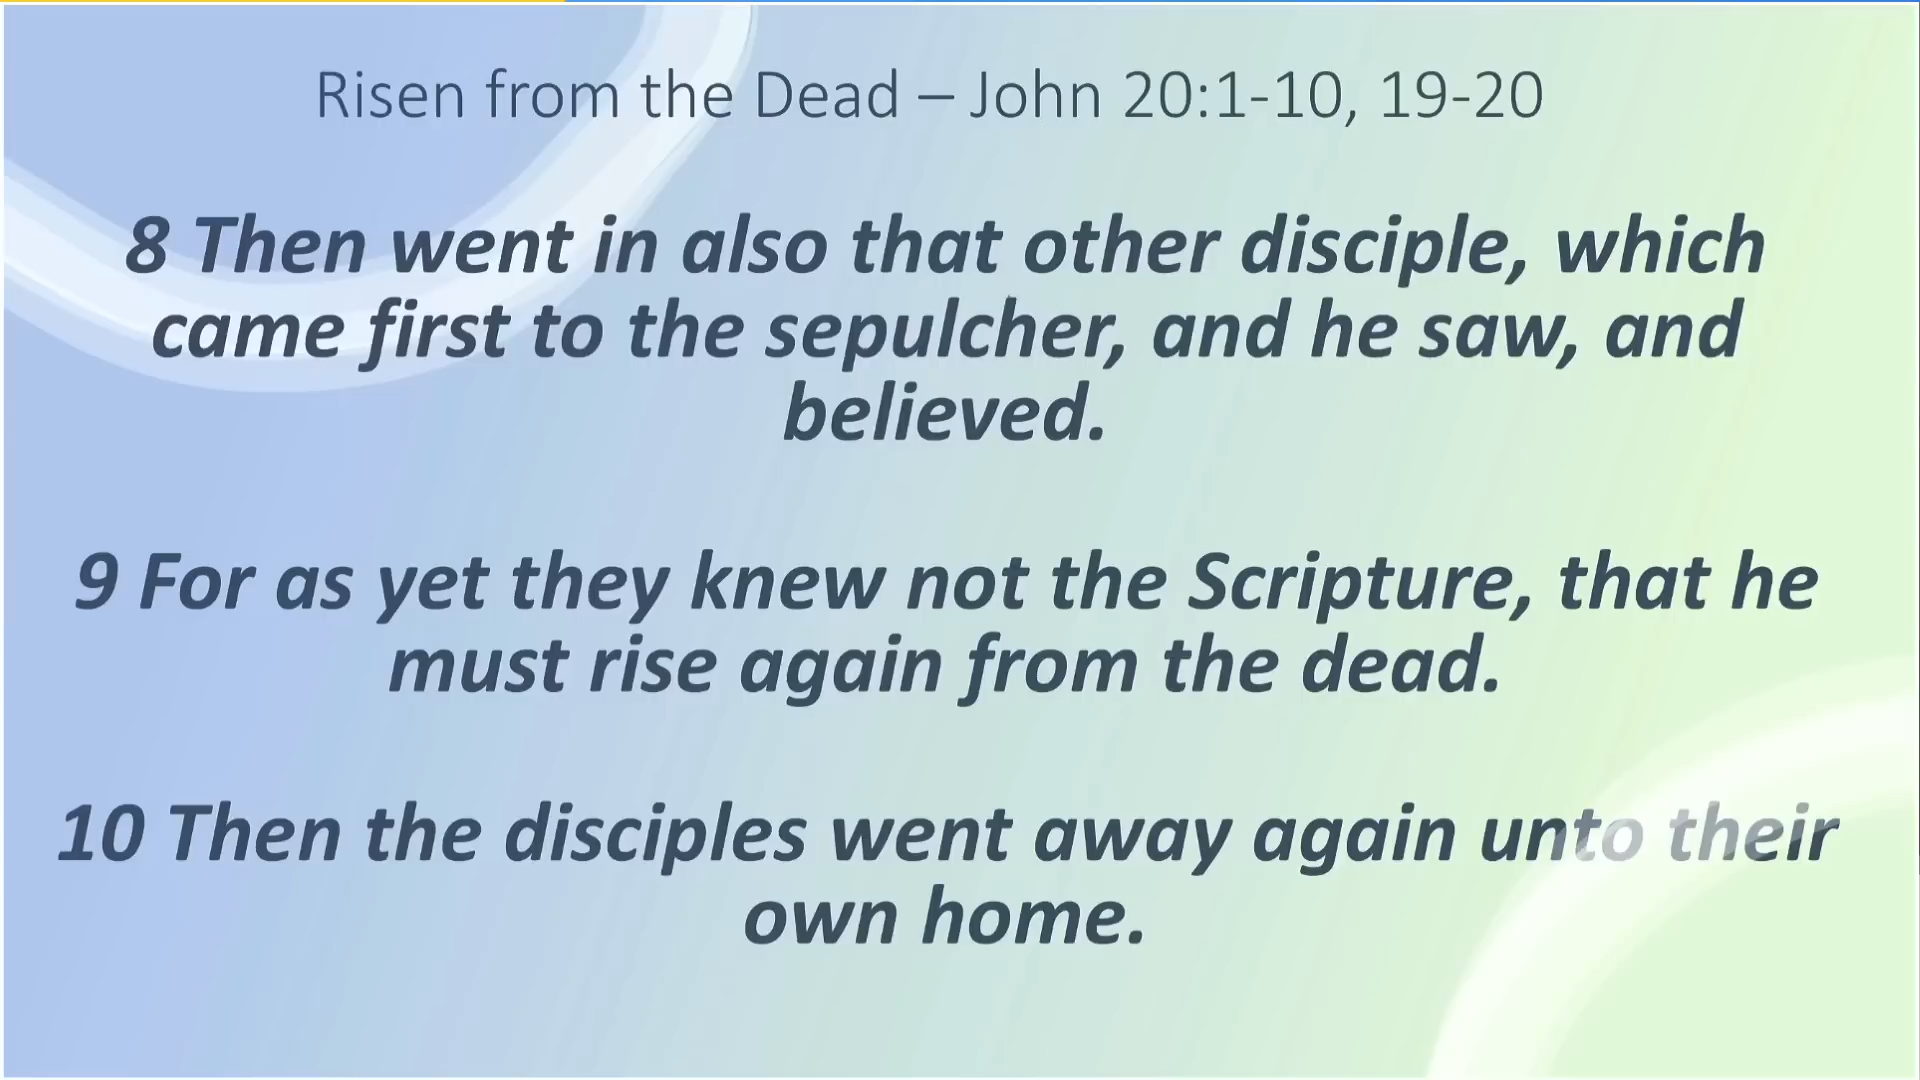 Risen from the Dead – John 20:1-10, 19-20
8 Then went in also that other disciple, which
came first to the sepulcher, and he saw, and
believed.
9 For as yet they knew not the Scripture, that he
must rise again from the dead.
10 Then the disciples went away again unto their
own home.